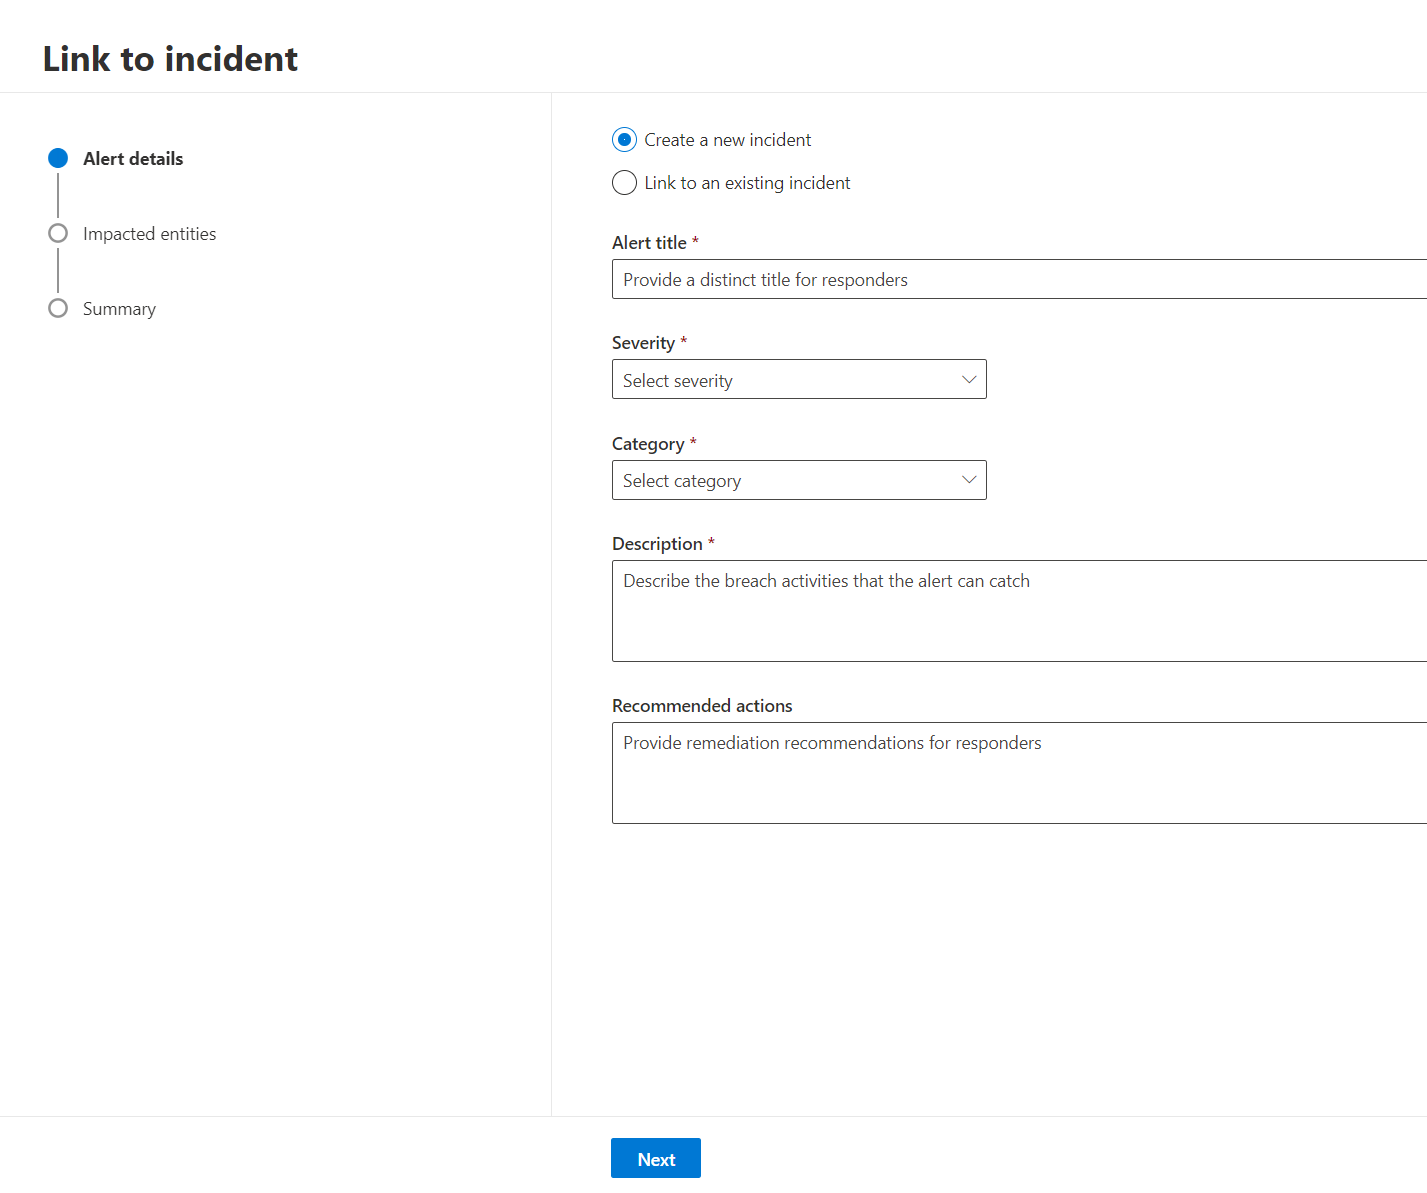 Link to incident
Alert details
Impacted entities
Summary
Create a new incident
Link to an existing incident
Alert title *
Provide a distinct title for responders
Severity *
Select severity
Category *
Select category
Description *
Describe the breach activities that the alert can catch
Recommended actions
Provide remediation recommendations for responders
Next